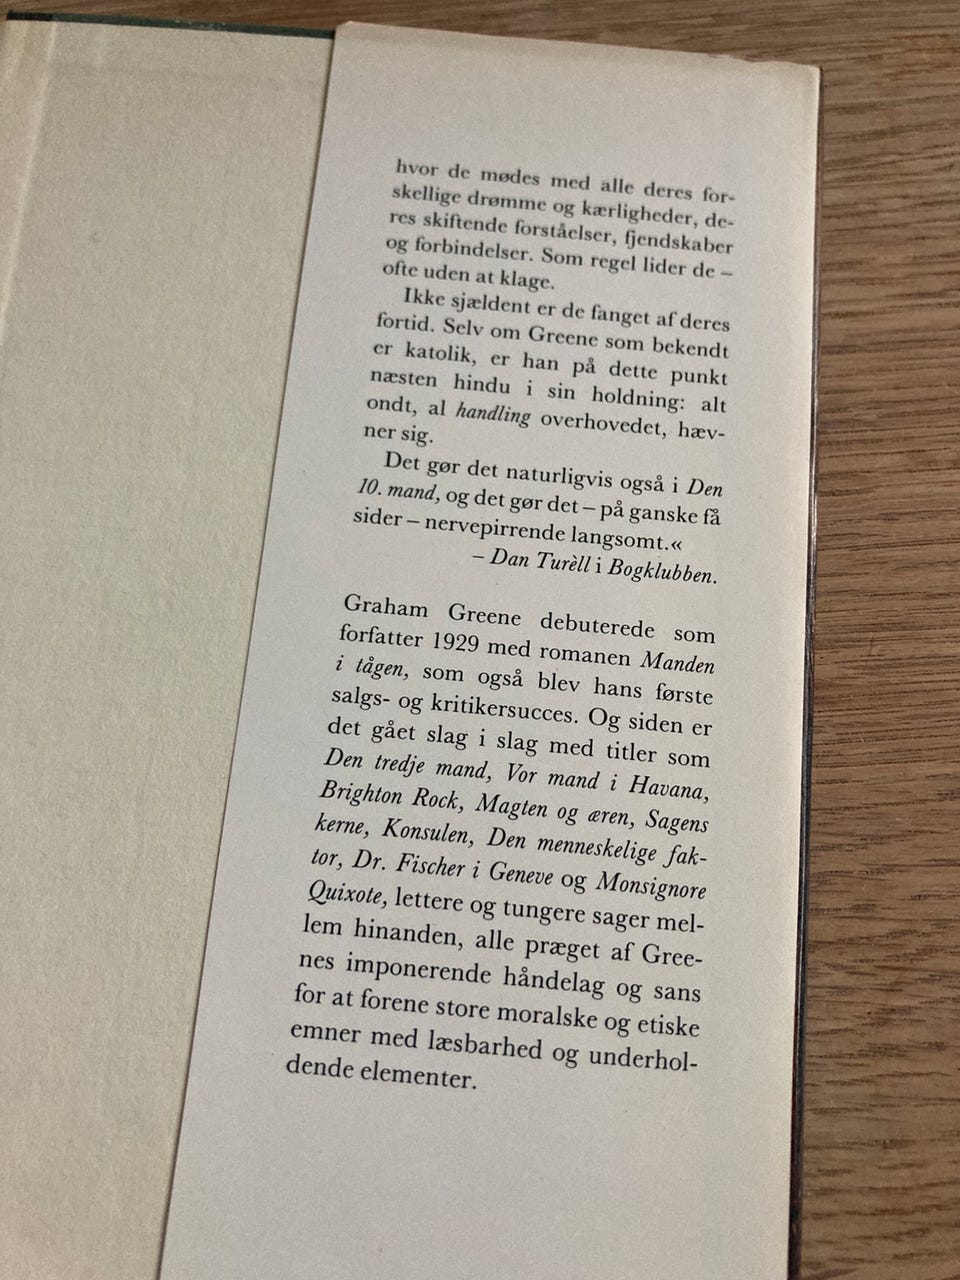 hvor de mødes med alle deres for-
skellige drømme og kærligheder, de-
res skiftende forståelser, fjendskaber
og forbindelser. Som regel lider de –
ofte uden at klage.
Ikke sjældent er de fanget af deres
fortid. Selv om Greene som bekendt
er katolik, er han på dette punkt
næsten hindu i sin holdning: alt
ondt, al handling overhovedet, hæv-
ner sig.
Det gør det naturligvis også i Den
10. mand, og det gør det – på ganske få
sider – nervepirrende langsomt.«
– Dan Turèll i Bogklubben.
Graham Greene debuterede som
forfatter 1929 med romanen Manden
i tågen, som også blev hans første
salgs- og kritikersucces. Og siden er
det gået slag i slag med titler som
Den tredje mand, Vor mand i Havana,
Brighton Rock, Magten og æren, Sagens
kerne, Konsulen, Den menneskelige fak-
tor, Dr. Fischer i Geneve og Monsignore
Quixote, lettere og tungere sager mel-
lem hinanden, alle præget af Gree-
nes imponerende håndelag og sans
for at forene store moralske og etiske
emner med læsbarhed og underhol-
dende elementer.